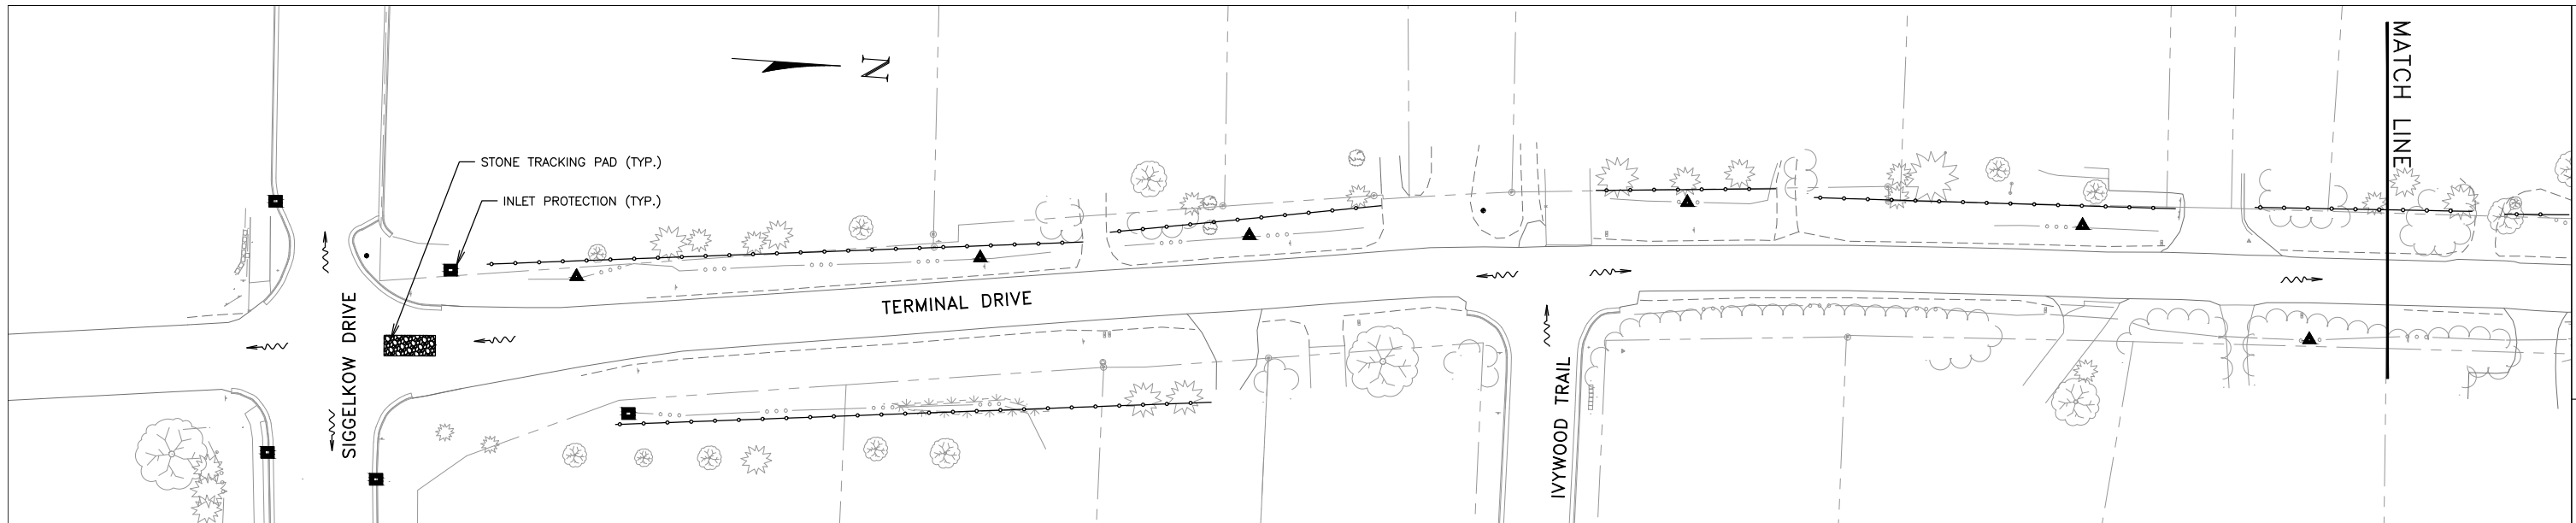 N
MATCH LINE
STONE TRACKING PAD (TYP.)
INLET PROTECTION (TYP.)
TERMINAL DRIVE
SIGGELKOW DRIVE
IVYWOOD TRAIL